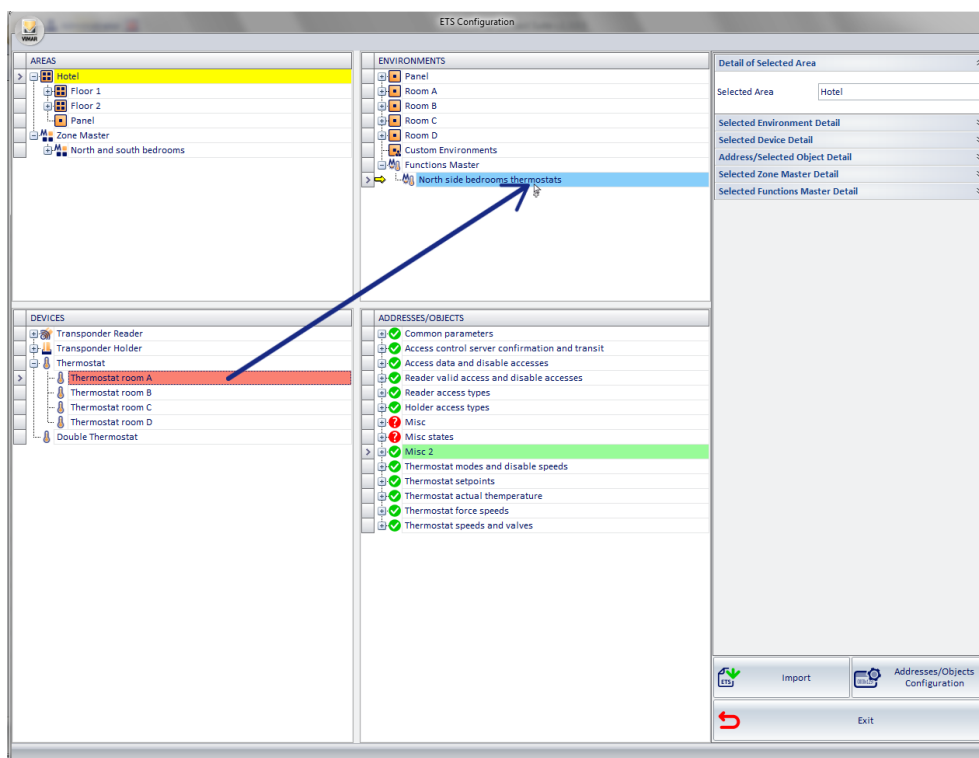 ETS Configuration
VIMAR
AREAS
Hotel
Floor 1
Floor 2
Panel
Zone Master
North and south bedrooms
ENVIRONMENTS
Panel
Room A
Room B
Room C
Room D
Custom Environments
Functions Master
North side bedrooms thermostats
Detail of Selected Area
Selected Area Hotel
Selected Environment Detail
Selected Device Detail
Address/Selected Object Detail
Selected Zone Master Detail
Selected Functions Master Detail
DEVICES
Transponder Reader
Transponder Holder
Thermostat
Thermostat room A
Thermostat room B
Thermostat room C
Thermostat room D
Double Thermostat
ADDRESSES/OBJECTS
Common parameters
Access control server confirmation and transit
Access data and disable accesses
Reader valid access and disable accesses
Reader access types
Holder access types
Misc
Misc states
Misc 2
Thermostat modes and disable speeds
Thermostat setpoints
Thermostat actual themperature
Thermostat force speeds
Thermostat speeds and valves
ETS
Import
Addresses/Objects
Configuration
Exit